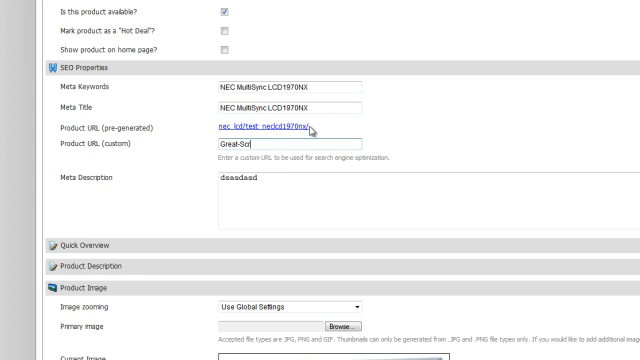 Is this product available?
Mark product as a "Hot Deal"?
Show product on home page?
SEO Properties
Meta Keywords NEC MultiSync LCD1970NX
Meta Title NEC MultiSync LCD1970NX
Product URL (pre-generated) nec_lcd/test_neclcd1970nx/
Product URL (custom) Great-Scr
Enter a custom URL to be used for search engine optimization.
Meta Description dsasdasd
Quick Overview
Product Description
Product Image
Image zooming Use Global Settings
Primary image Browse...
Accepted file types are JPG, PNG and GIF. Thumbnails can only be generated from .JPG and .PNG file types only. If you would like to add additional imag
Current Image